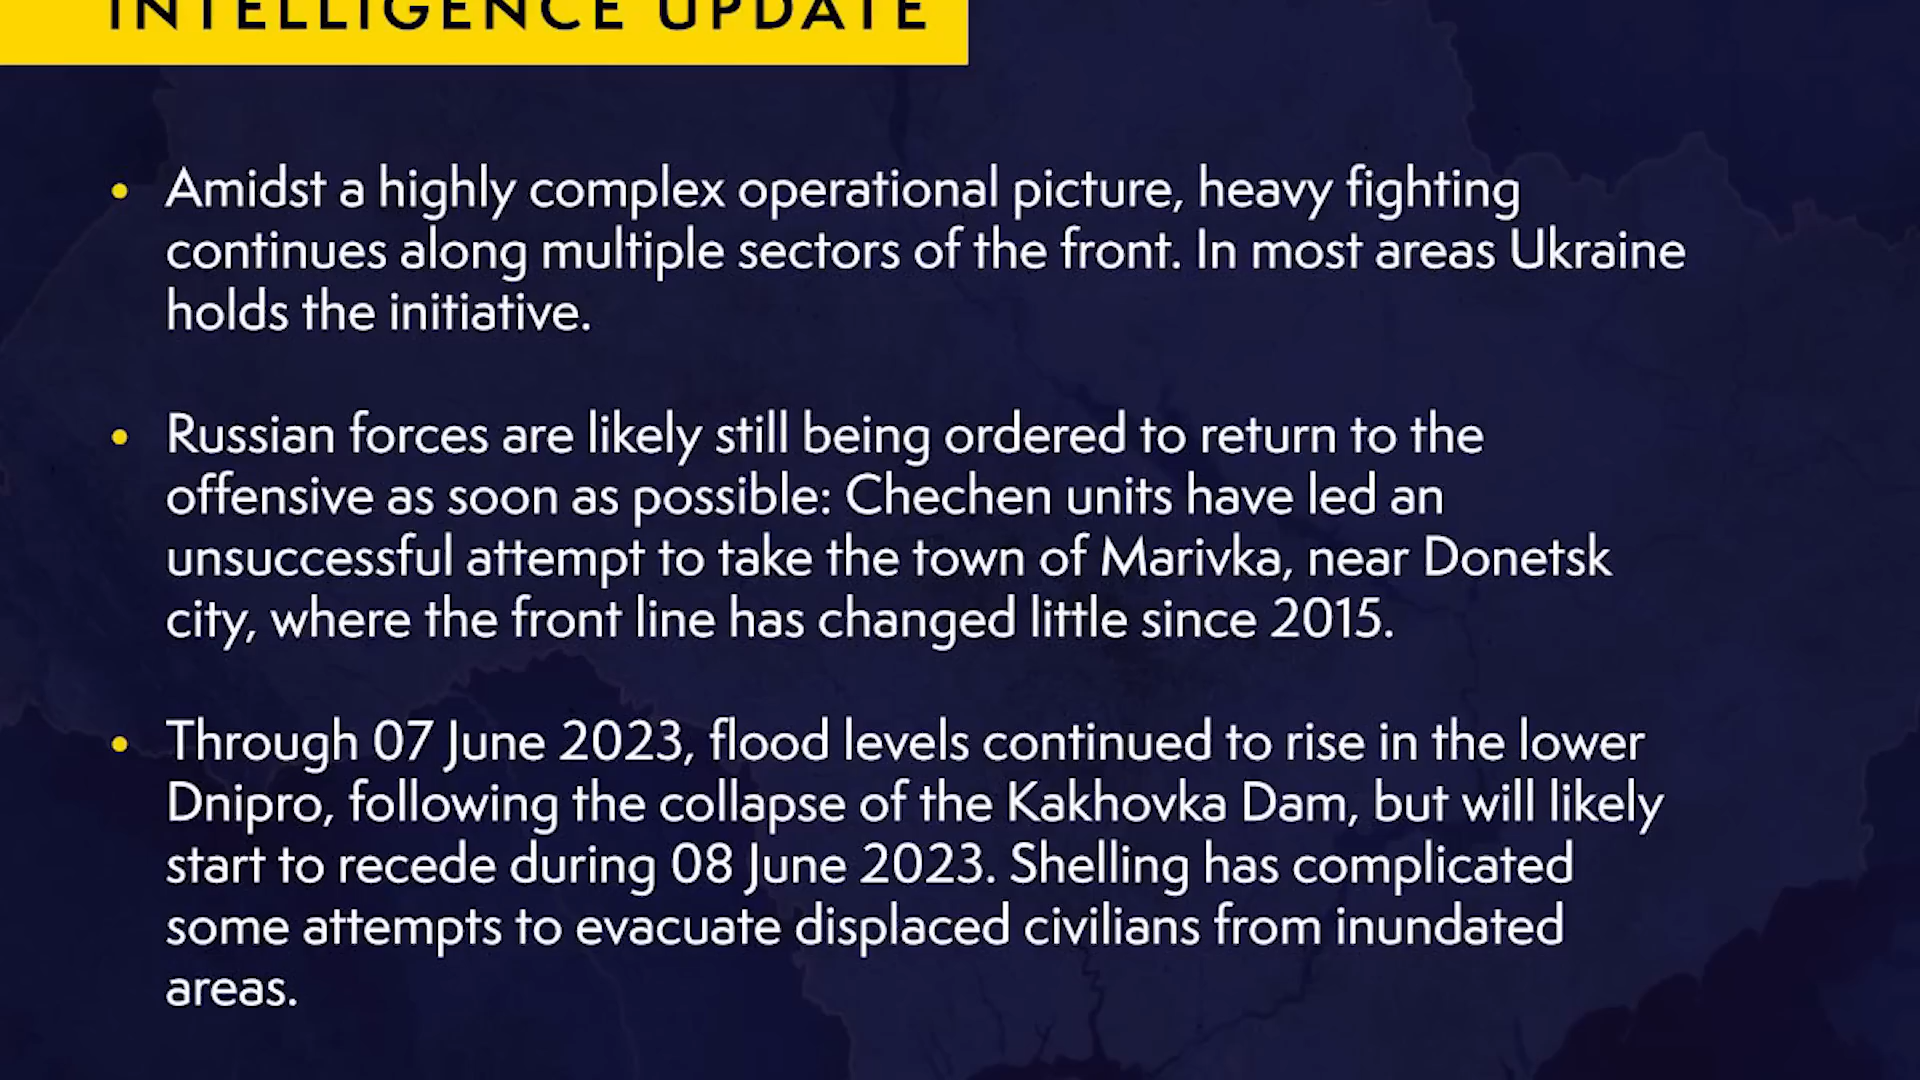 INTELLIGENCE UPDATE
• Amidst a highly complex operational picture, heavy fighting
continues along multiple sectors of the front. In most areas Ukraine
holds the initiative.
• Russian forces are likely still being ordered to return to the
offensive as soon as possible: Chechen units have led an
unsuccessful attempt to take the town of Marivka, near Donetsk
city, where the front line has changed little since 2015.
• Through 07 June 2023, flood levels continued to rise in the lower
Dnipro, following the collapse of the Kakhovka Dam, but will likely
start to recede during 08 June 2023. Shelling has complicated
some attempts to evacuate displaced civilians from inundated
areas.